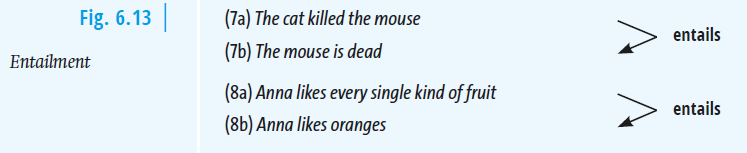 Fig. 6.13
Entailment
(7a) The cat killed the mouse
(7b) The mouse is dead
entails
(8a) Anna likes every single kind of fruit
(8b) Anna likes oranges
entails